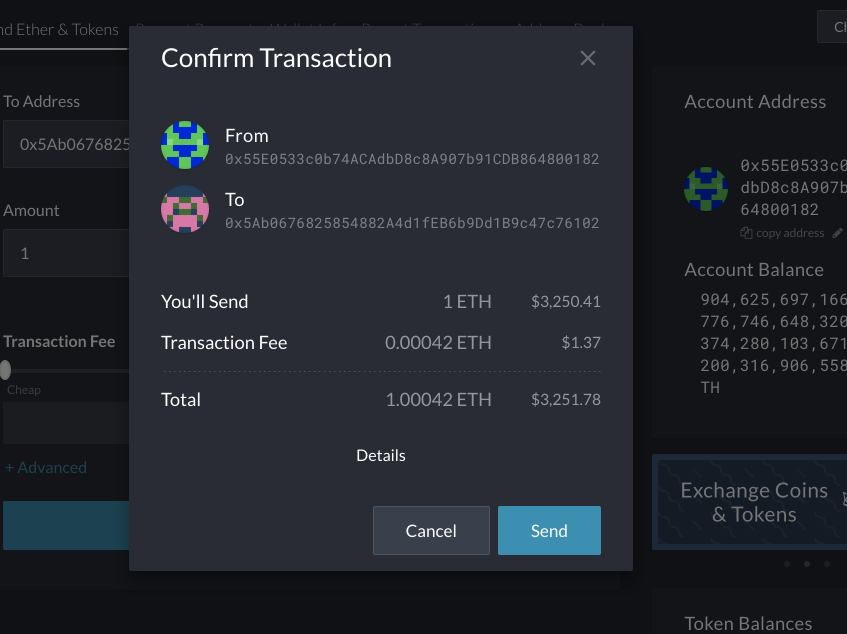 nd Ether & Tokens
Ch
Confirm Transaction
To Address
0x5Ab0676825
Amount
1
Transaction Fee
Cheap
+ Advanced
From
0x55E0533c0b74ACAdbD8c8A907b91CDB864800182
To
0x5Ab0676825854882A4d1fEB6b9Dd1B9c47c76102
You'll Send 1 ETH $3,250.41
Transaction Fee 0.00042 ETH $1.37
Total 1.00042 ETH $3,251.78
Details
Cancel Send
Account Address
0x55E0533c0
dbD8c8A907b
64800182
copy address
Account Balance
904,625,697,166
776,746,648,320
374,280,103,671
200,316,906,558
TH
Exchange Coins
& Tokens
Token Balances